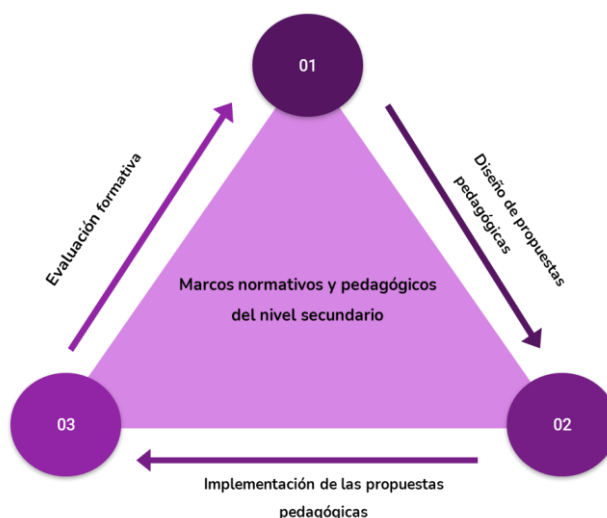 01
Diseño de propuestas
pedagógicas
Evaluación formativa
Marcos normativos y pedagógicos
del nivel secundario
03
02
Implementación de las propuestas
pedagógicas